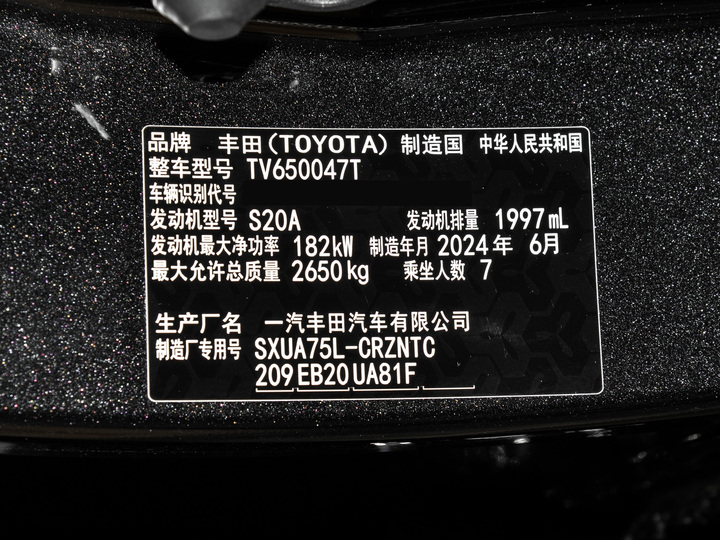 品牌 丰田(TOYOTA) 制造国 中华人民共和国
整车型号 TV650047T
车辆识别代号
发动机型号 S20A 发动机排量 1997 mL
发动机最大净功率 182kW 制造年月 2024年 6月
最大允许总质量 2650kg 乘坐人数 7
生产厂名 一汽丰田汽车有限公司
制造厂专用号 SXUA75L-CRZNTC
209 EB20 UA81F